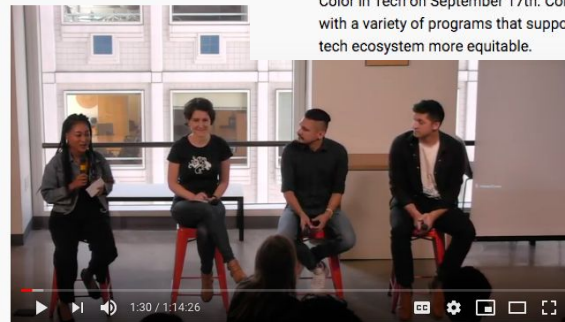 Color in Tech on September 17th. Co
with a variety of programs that suppo
tech ecosystem more equitable.
1:30 / 1:14:26
CC